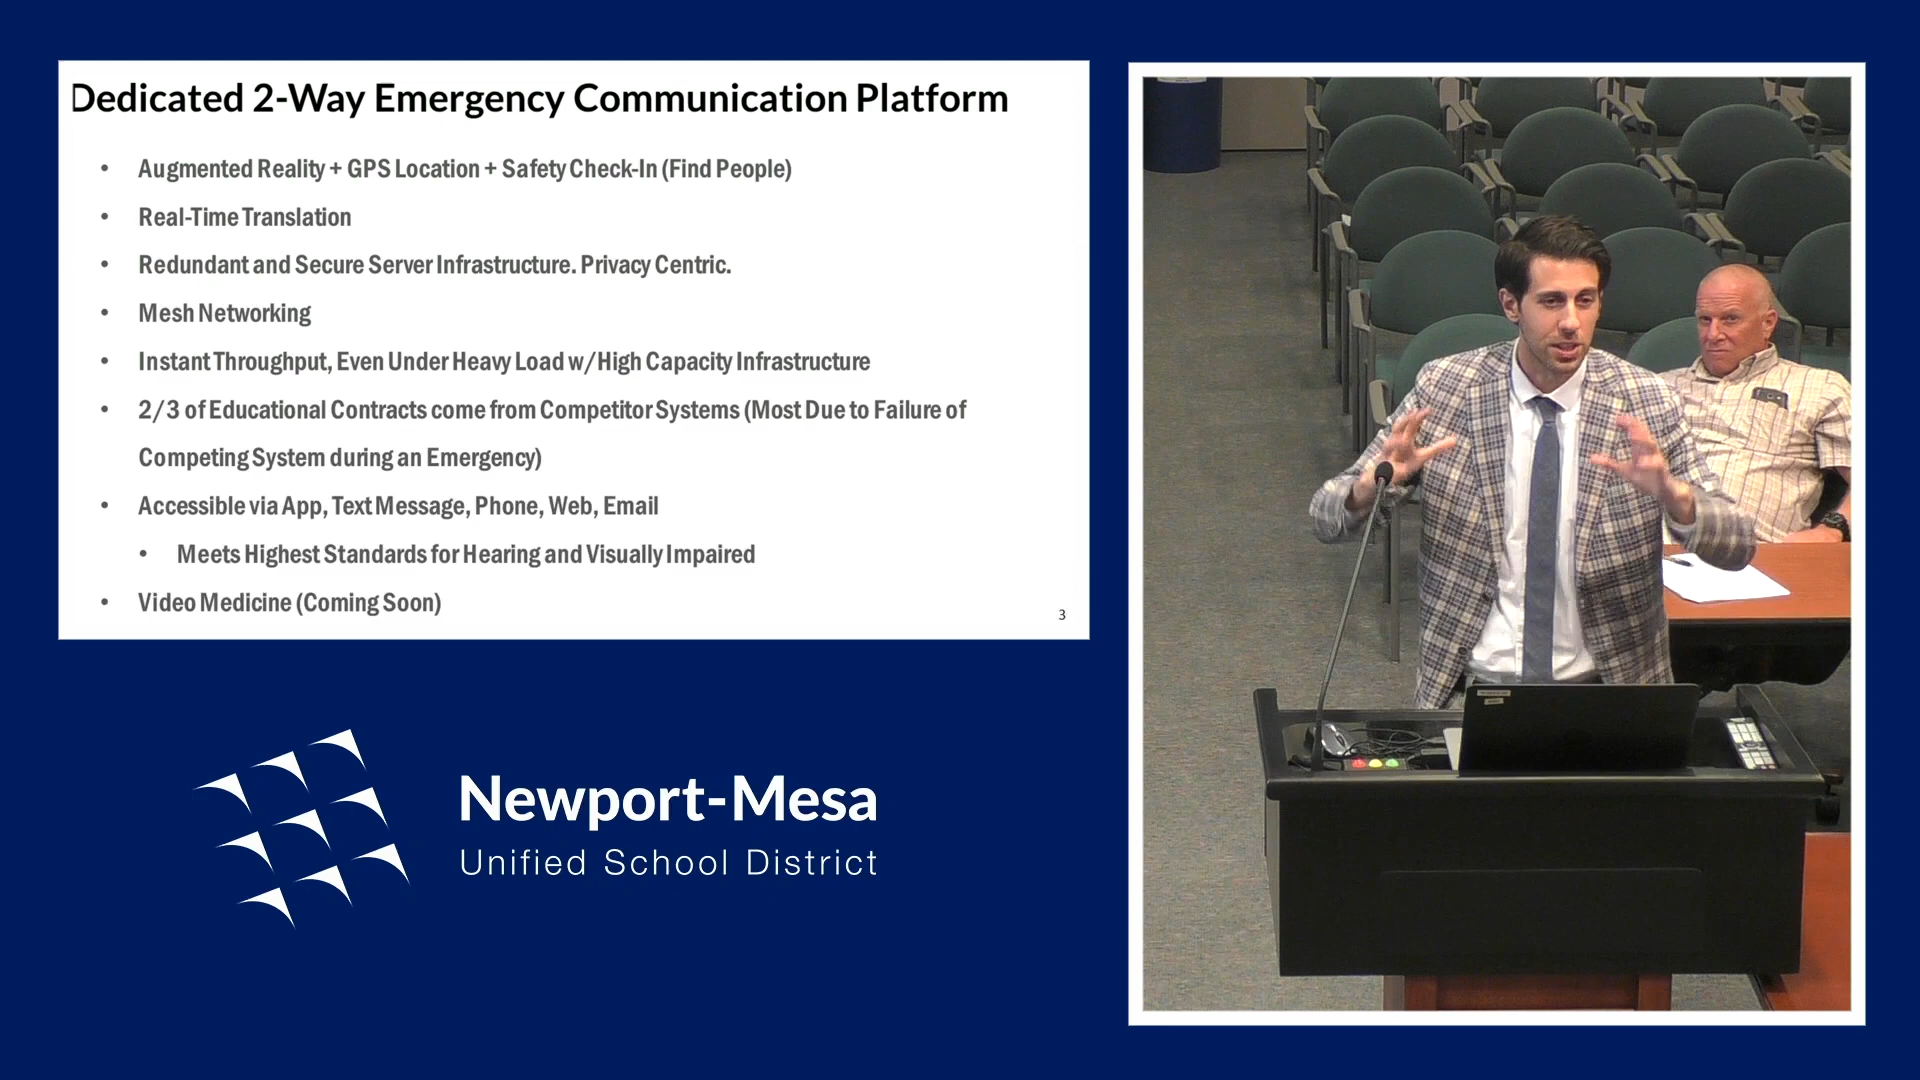 Dedicated 2-Way Emergency Communication Platform
• Augmented Reality + GPS Location + Safety Check-In (Find People)
• Real-Time Translation
• Redundant and Secure Server Infrastructure. Privacy Centric.
• Mesh Networking
• Instant Throughput, Even Under Heavy Load w/High Capacity Infrastructure
• 2/3 of Educational Contracts come from Competitor Systems (Most Due to Failure of
Competing System during an Emergency)
• Accessible via App, Text Message, Phone, Web, Email
• Meets Highest Standards for Hearing and Visually Impaired
• Video Medicine (Coming Soon)
3
Newport-Mesa
Unified School District